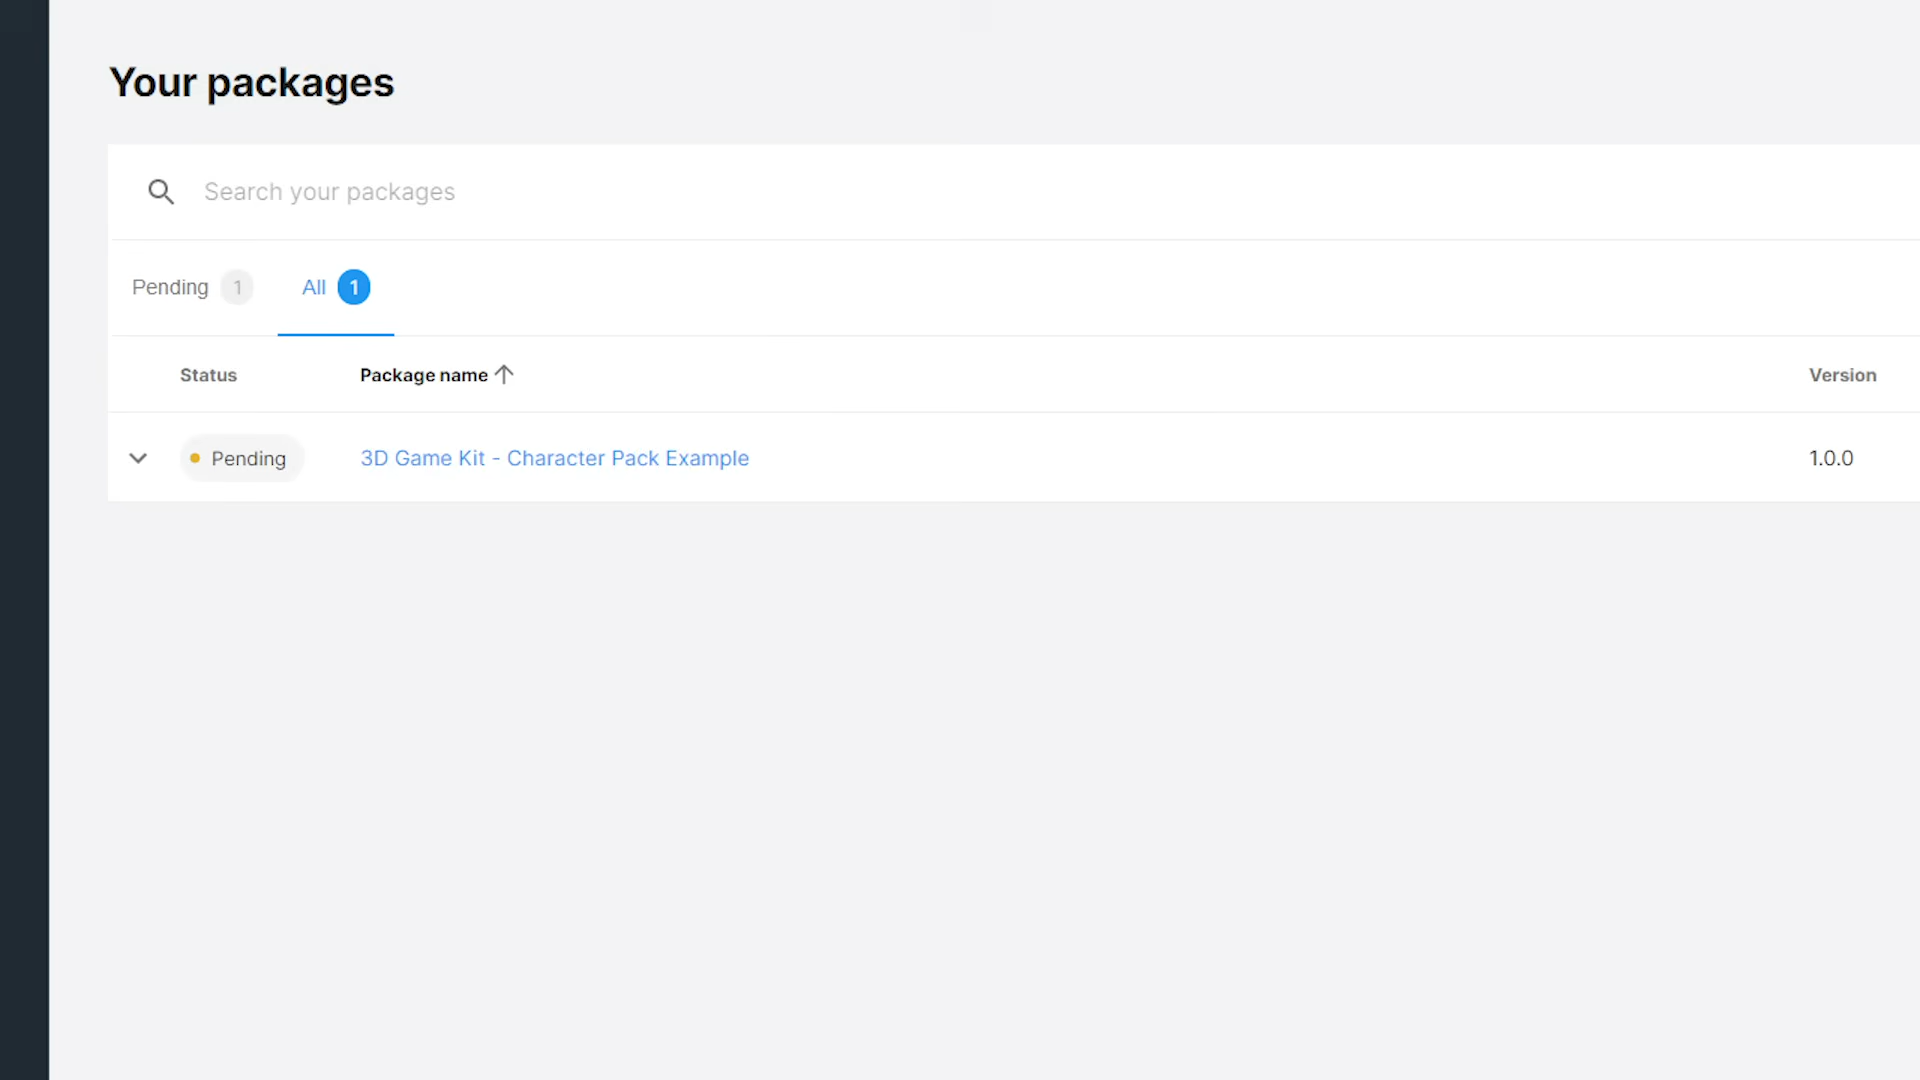 Your packages
Search your packages
Pending 1 All 1
Status Package name Version
Pending 3D Game Kit - Character Pack Example 1.0.0